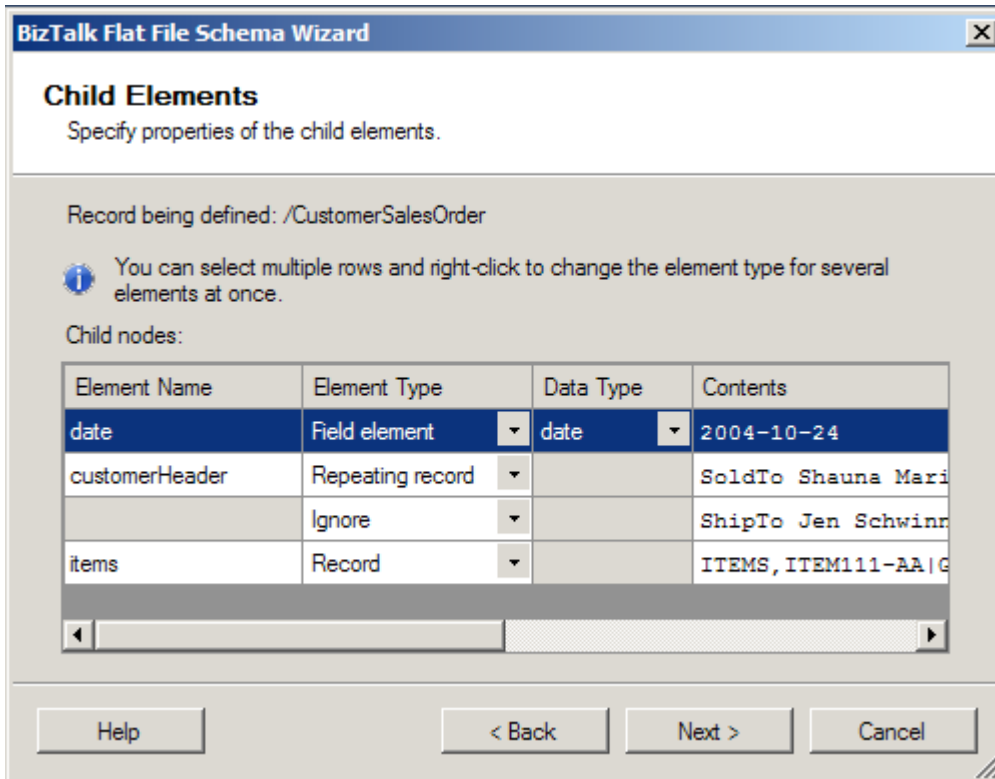 BizTalk Flat File Schema Wizard
Child Elements
Specify properties of the child elements.
Record being defined: /CustomerSalesOrder
You can select multiple rows and right-click to change the element type for several
elements at once.
Child nodes:
Element Name Element Type Data Type Contents
date Field element date 2004-10-24
customerHeader Repeating record SoldTo Shauna Mari
Ignore ShipTo Jen Schwinn
items Record ITEMS,ITEM111-AA|G
Help < Back Next > Cancel